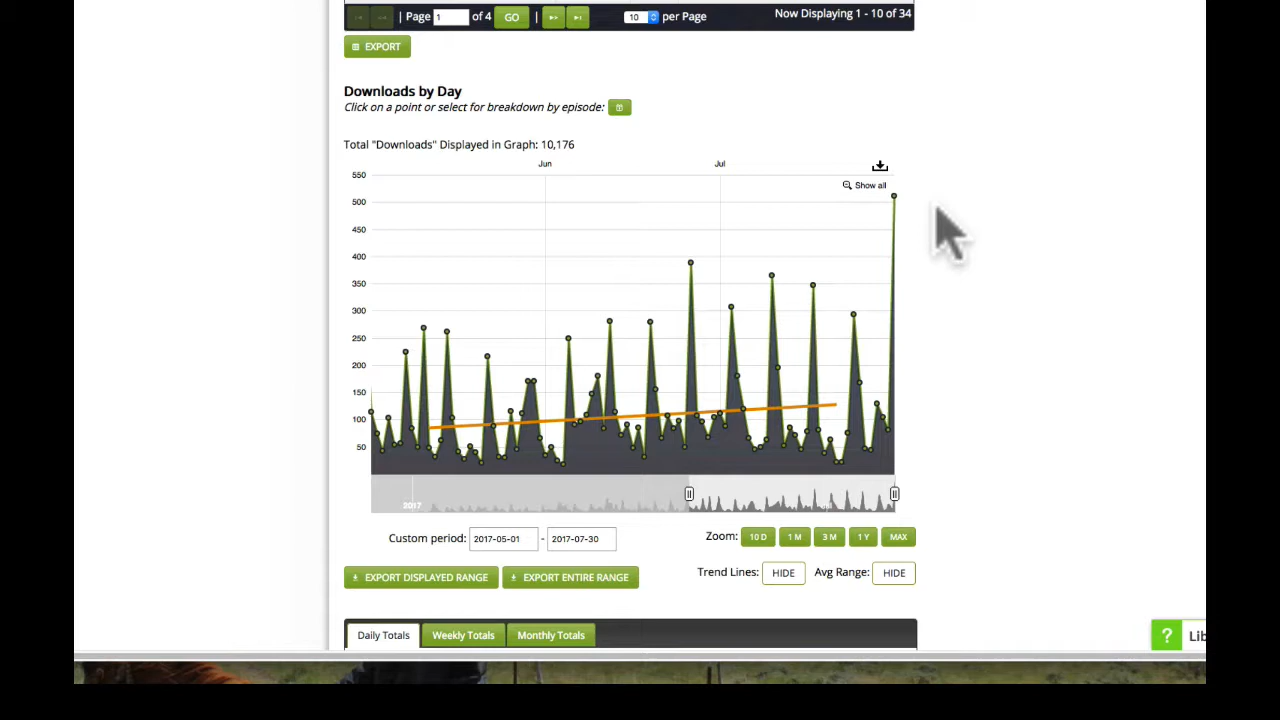 | Page 1 of 4 GO | 10 per Page Now Displaying 1 - 10 of 34
EXPORT
Downloads by Day
Click on a point or select for breakdown by episode:
Total "Downloads" Displayed in Graph: 10,176
Jun Jul
Show all
550
500
450
400
350
300
250
200
150
100
50
2017
Custom period: 2017-05-01 - 2017-07-30 Zoom: 10 D 1 M 3 M 1 Y MAX
EXPORT DISPLAYED RANGE EXPORT ENTIRE RANGE Trend Lines: HIDE Avg Range: HIDE
Daily Totals Weekly Totals Monthly Totals
? Lib